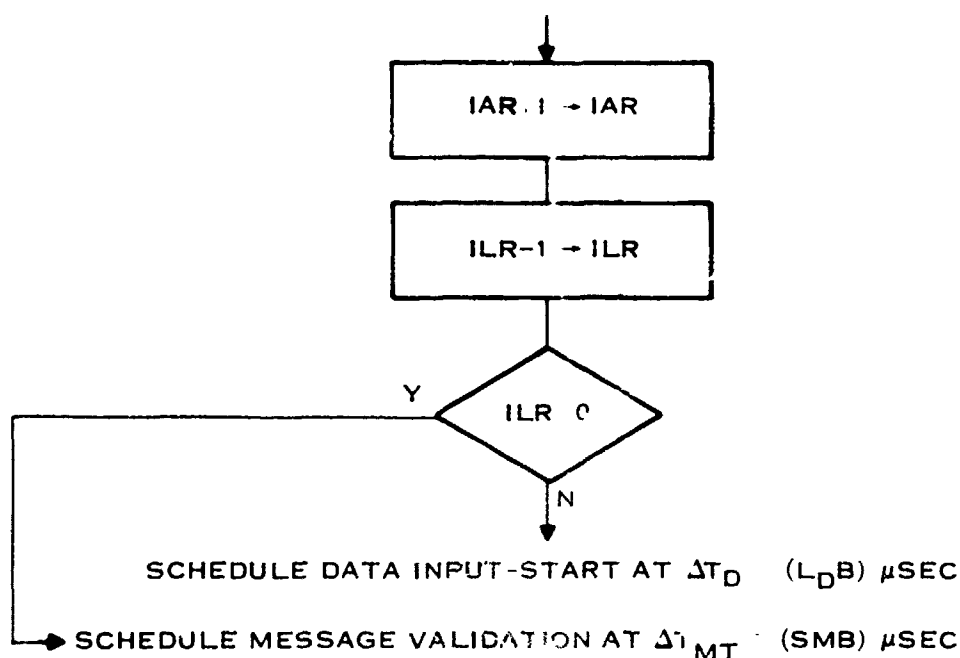 IAR.1 → IAR
ILR-1 → ILR
Y
ILR 0
N
SCHEDULE DATA INPUT-START AT ΔT_D (L_DB) μSEC
SCHEDULE MESSAGE VALIDATION AT ΔT_MT (SMB) μSEC